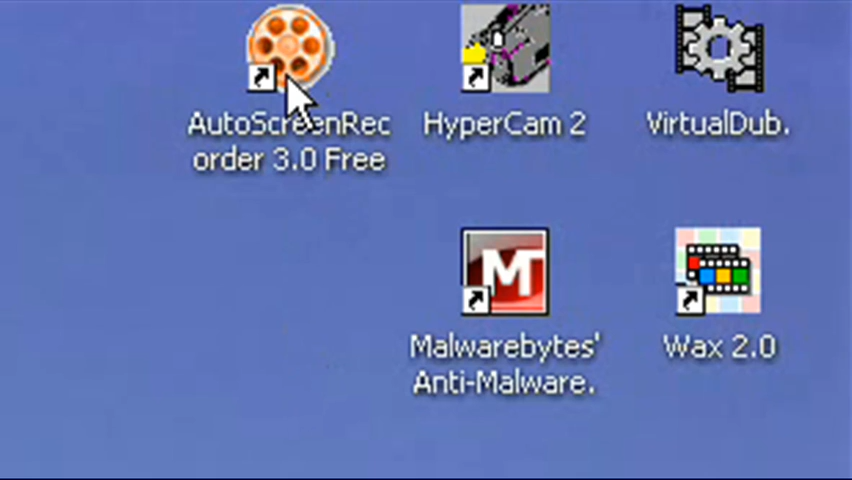 AutoScreenRec
order 3.0 Free
HyperCam 2
VirtualDub.
M
Malwarebytes'
Anti-Malware.
Wax 2.0